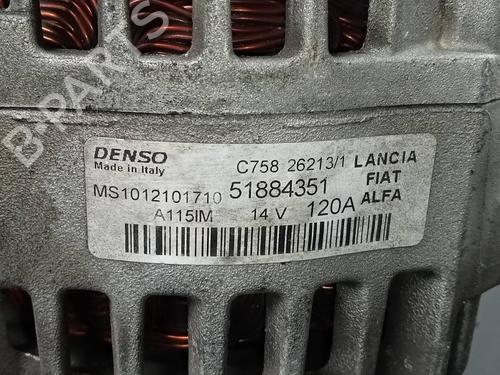 B-PARTS
DENSO C758 26213/1 LANCIA
Made in Italy FIAT
MS1012101710 51884351 ALFA
A115IM 14 V 120A